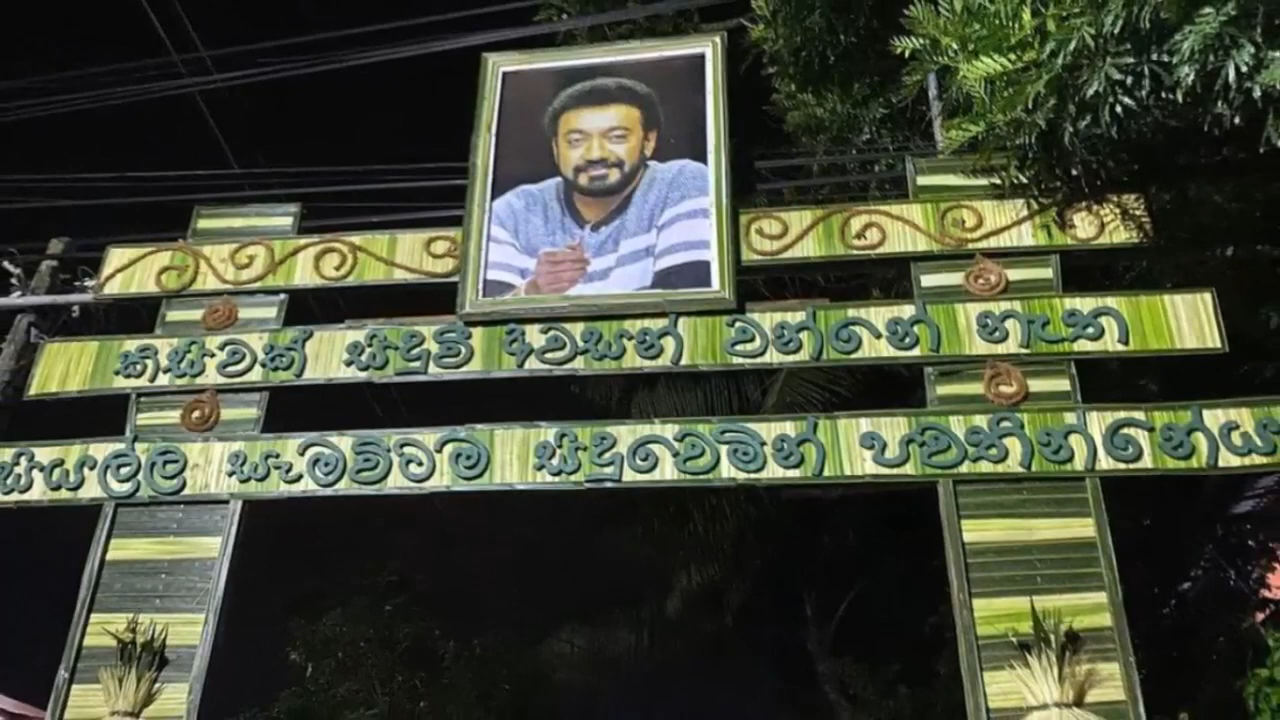 කිසිවක් සිදුවී අවසන් වන්නේ නැත
සියල්ල සැමවිටම සිදුවෙමින් පවතින්නේය